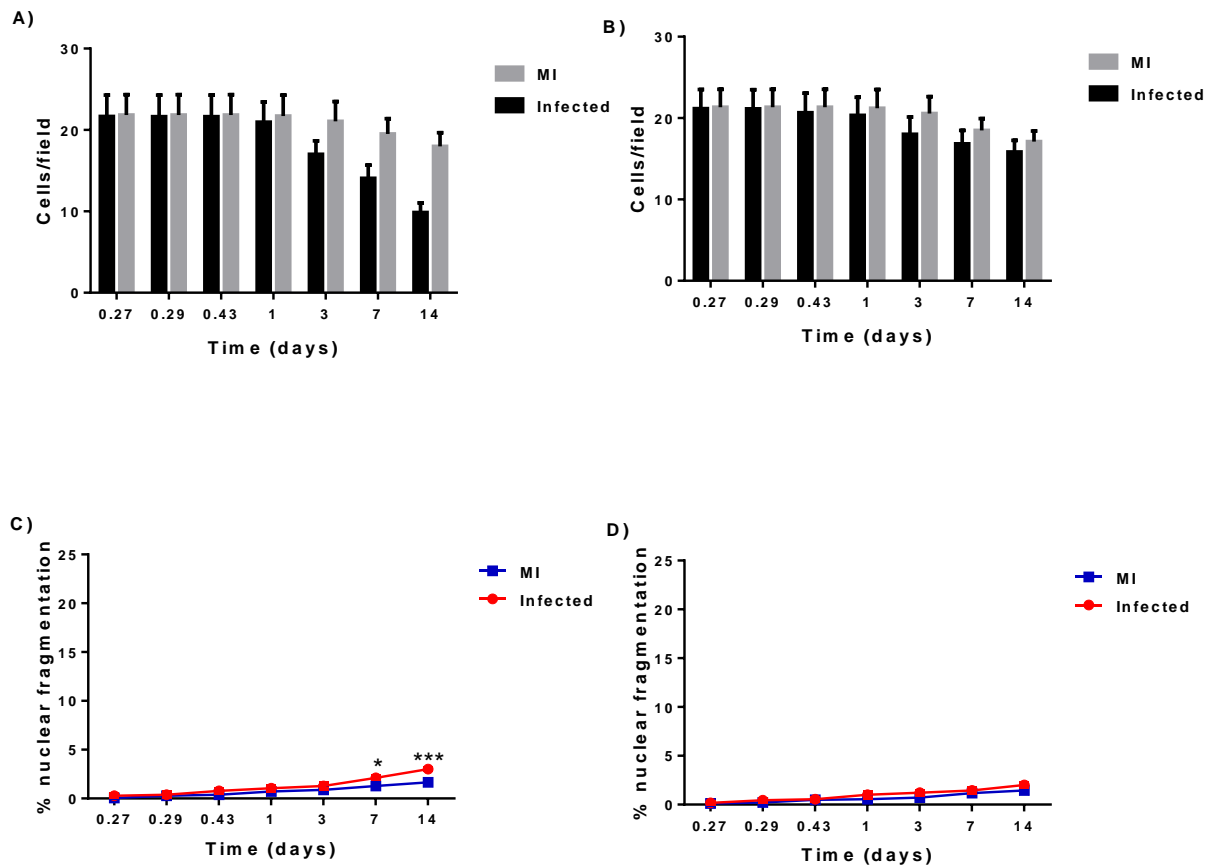 A)
30
20
10
0
Cells/field
0.27 0.29 0.43 1 3 7 14
Time (days)
MI
Infected
B)
30
20
10
0
Cells/field
0.27 0.29 0.43 1 3 7 14
Time (days)
MI
Infected
C)
25
20
15
10
5
0
% nuclear fragmentation
* ***
0.27 0.29 0.43 1 3 7 14
Time (days)
MI
Infected
D)
25
20
15
10
5
0
% nuclear fragmentation
0.27 0.29 0.43 1 3 7 14
Time (days)
MI
Infected